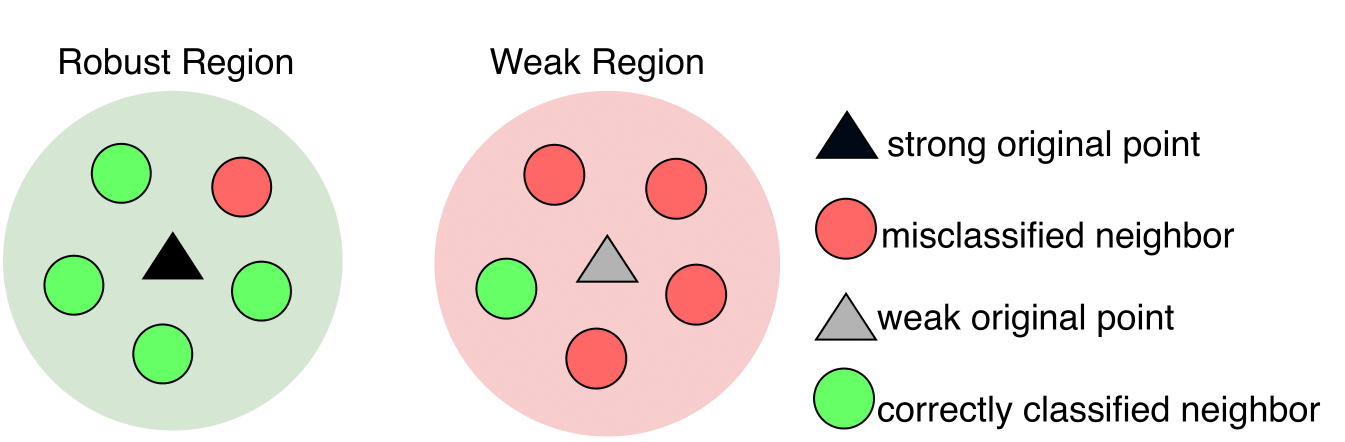 Robust Region
Weak Region
strong original point
misclassified neighbor
weak original point
correctly classified neighbor